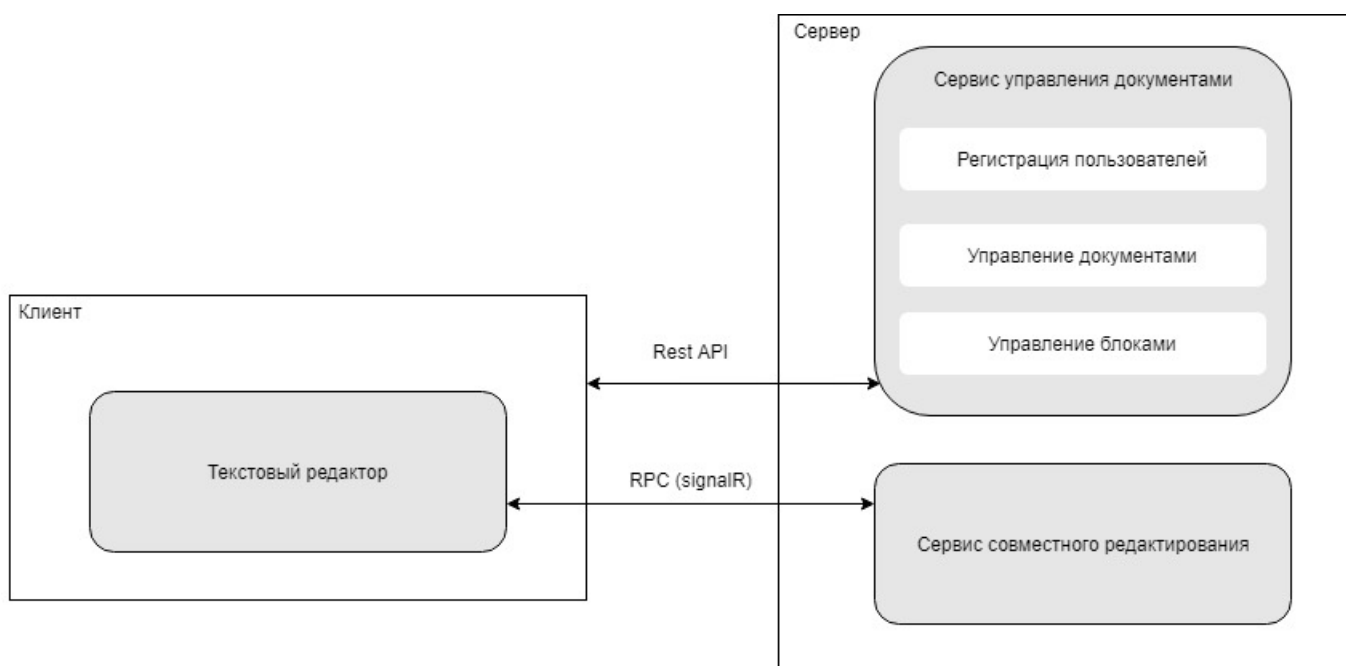 Сервер
Сервис управления документами
Регистрация пользователей
Управление документами
Управление блоками
Клиент
Rest API
Текстовый редактор
RPC (signalR)
Сервис совместного редактирования